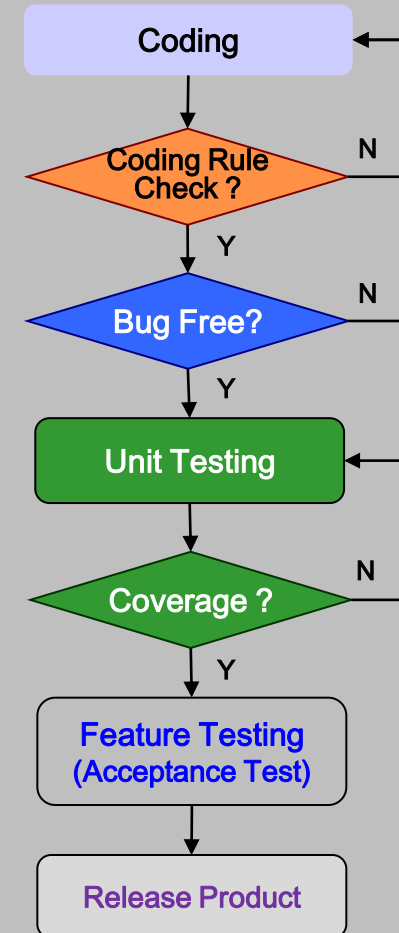 Coding
Coding Rule
Check ?
N
Y
N
Bug Free?
Y
Unit Testing
N
Coverage ?
Y
Feature Testing
(Acceptance Test)
Release Product